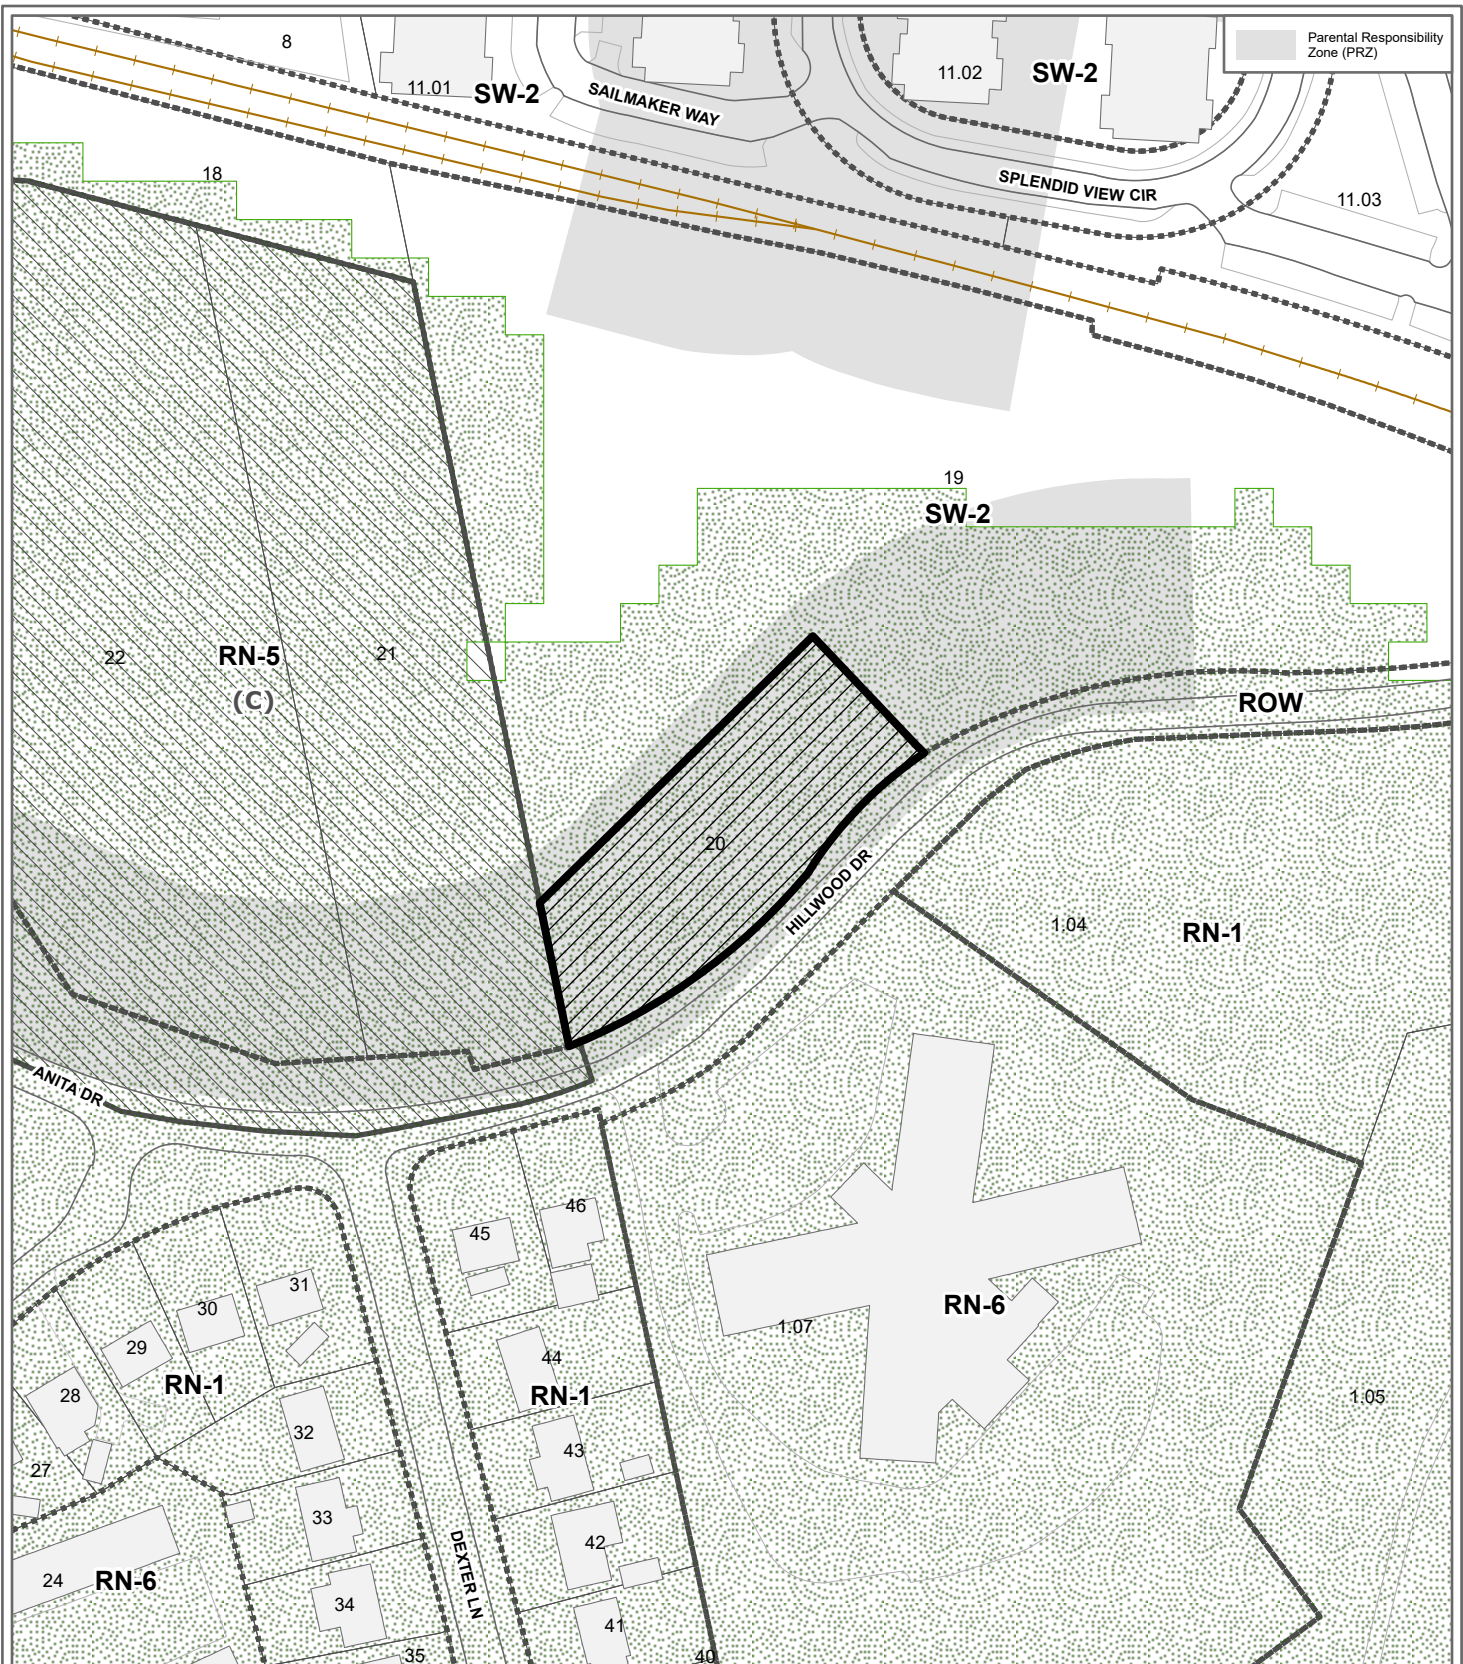 8
11.01
SW-2
SAILMAKER WAY
11.02
SW-2
Parental Responsibility
Zone (PRZ)
18
SPLENDID VIEW CIR
11.03
19
SW-2
22
RN-5
(C)
21
ROW
20
HILLWOOD DR
1.04
RN-1
ANITA DR
45
46
31
30
29
28
RN-1
27
32
33
34
35
24
RN-6
DEXTER LN
44
RN-1
43
42
41
40
1.07
RN-6
1.05